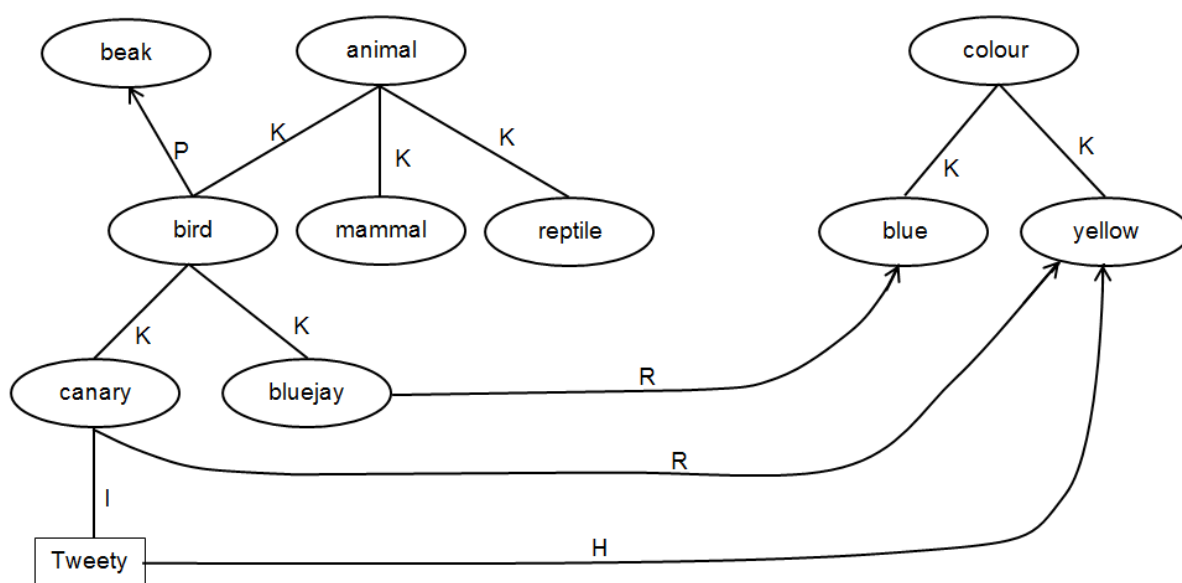 beak
animal
colour
P
K
K
K
K
K
bird
mammal
reptile
blue
yellow
K
K
canary
bluejay
R
R
I
Tweety
H